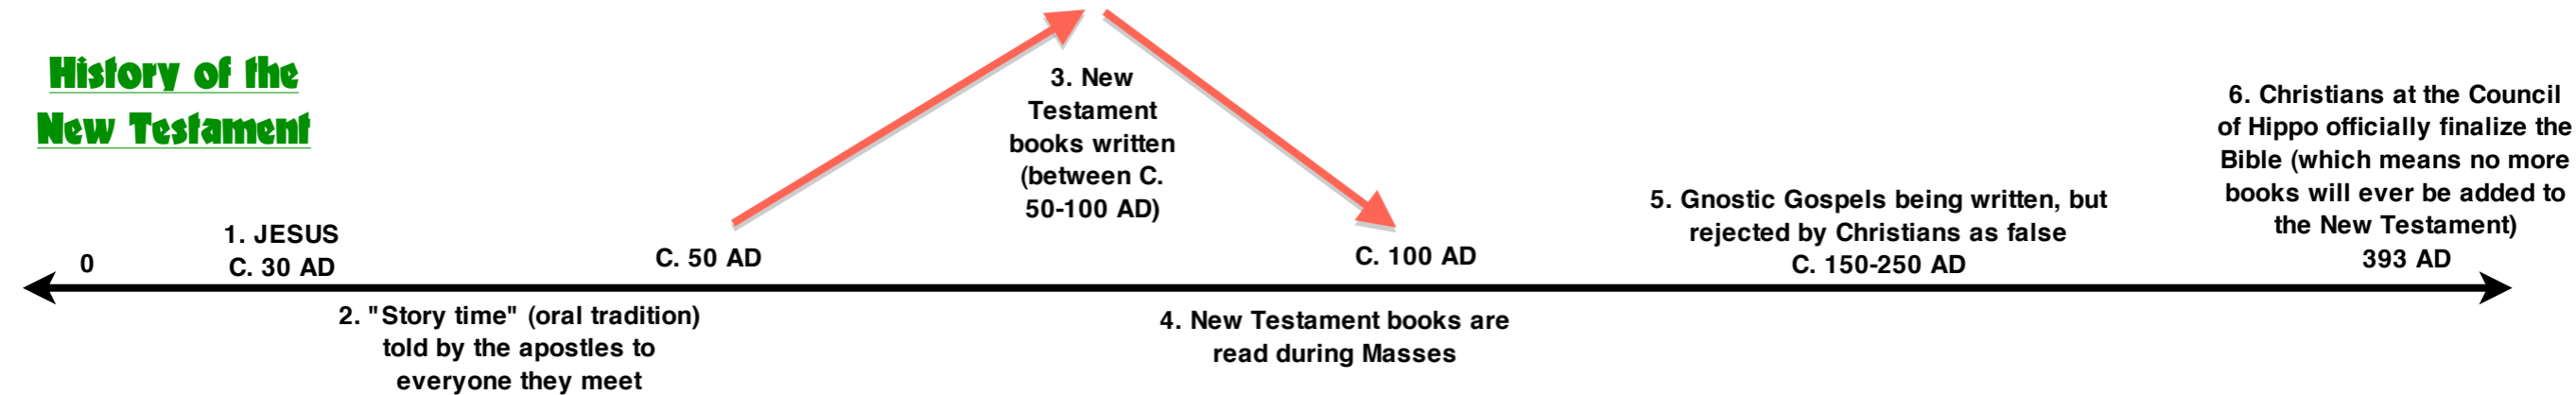 History of the
New Testament
0
1. JESUS
C. 30 AD
2. "Story time" (oral tradition)
told by the apostles to
everyone they meet
C. 50 AD
3. New
Testament
books written
(between C.
50-100 AD)
C. 100 AD
4. New Testament books are
read during Masses
5. Gnostic Gospels being written, but
rejected by Christians as false
C. 150-250 AD
6. Christians at the Council
of Hippo officially finalize the
Bible (which means no more
books will ever be added to
the New Testament)
393 AD